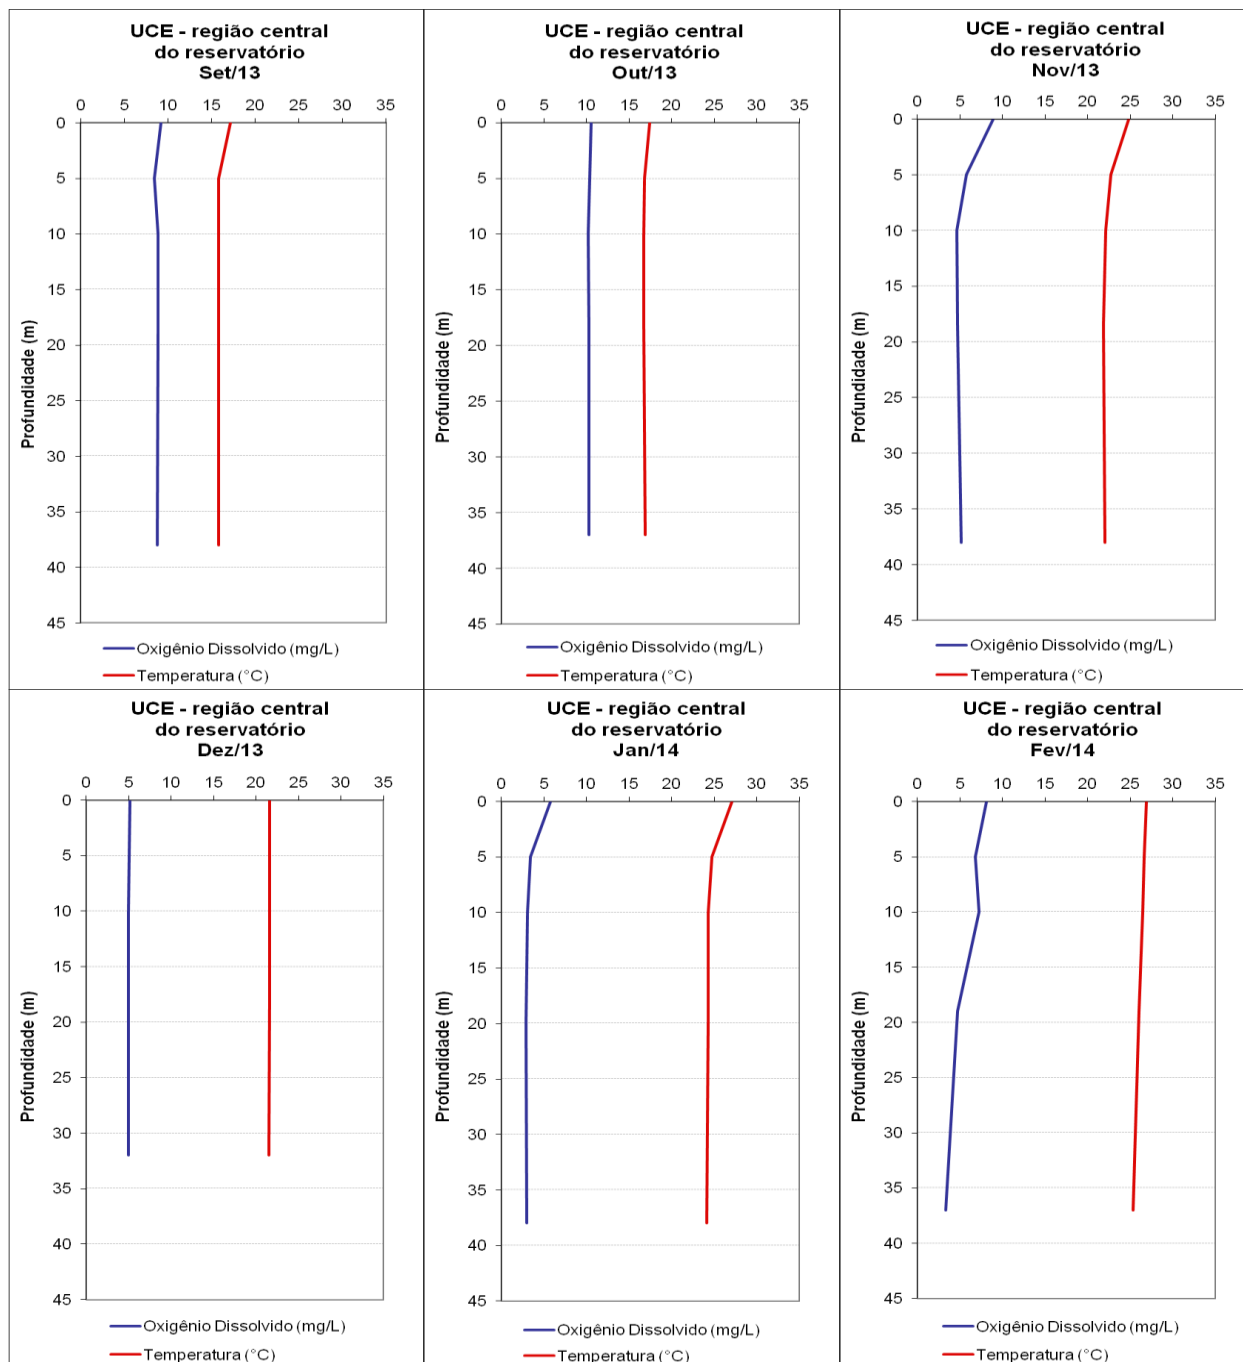 UCE - região central
do reservatório
Set/13
0 5 10 15 20 25 30 35
0
5
10
15
20
25
30
35
40
45
Profundidade (m)
Oxigênio Dissolvido (mg/L)
Temperatura (°C)
UCE - região central
do reservatório
Out/13
0 5 10 15 20 25 30 35
0
5
10
15
20
25
30
35
40
45
Profundidade (m)
Oxigênio Dissolvido (mg/L)
Temperatura (°C)
UCE - região central
do reservatório
Nov/13
0 5 10 15 20 25 30 35
0
5
10
15
20
25
30
35
40
45
Profundidade (m)
Oxigênio Dissolvido (mg/L)
Temperatura (°C)
UCE - região central
do reservatório
Dez/13
0 5 10 15 20 25 30 35
0
5
10
15
20
25
30
35
40
45
Profundidade (m)
Oxigênio Dissolvido (mg/L)
Temperatura (°C)
UCE - região central
do reservatório
Jan/14
0 5 10 15 20 25 30 35
0
5
10
15
20
25
30
35
40
45
Profundidade (m)
Oxigênio Dissolvido (mg/L)
Temperatura (°C)
UCE - região central
do reservatório
Fev/14
0 5 10 15 20 25 30 35
0
5
10
15
20
25
30
35
40
45
Profundidade (m)
Oxigênio Dissolvido (mg/L)
Temperatura (°C)